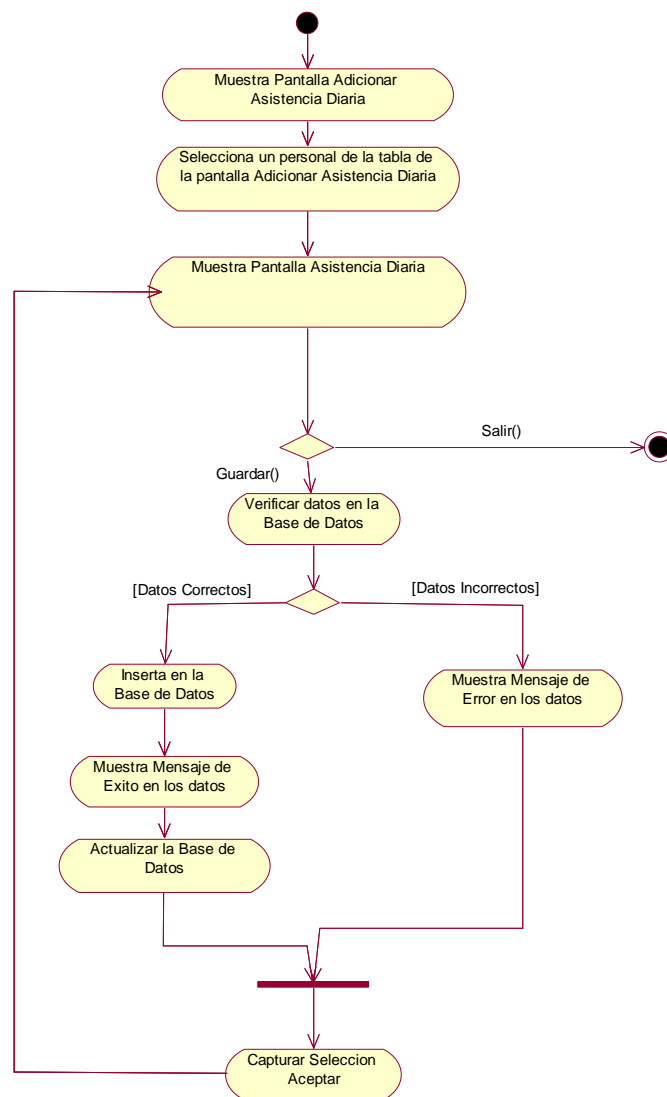 Muestra Pantalla Adicionar
Asistencia Diaria
Selecciona un personal de la tabla de
la pantalla Adicionar Asistencia Diaria
Muestra Pantalla Asistencia Diaria
Salir()
Guardar()
Verificar datos en la
Base de Datos
[Datos Correctos]
[Datos Incorrectos]
Inserta en la
Base de Datos
Muestra Mensaje de
Error en los datos
Muestra Mensaje de
Exito en los datos
Actualizar la Base de
Datos
Capturar Seleccion
Aceptar